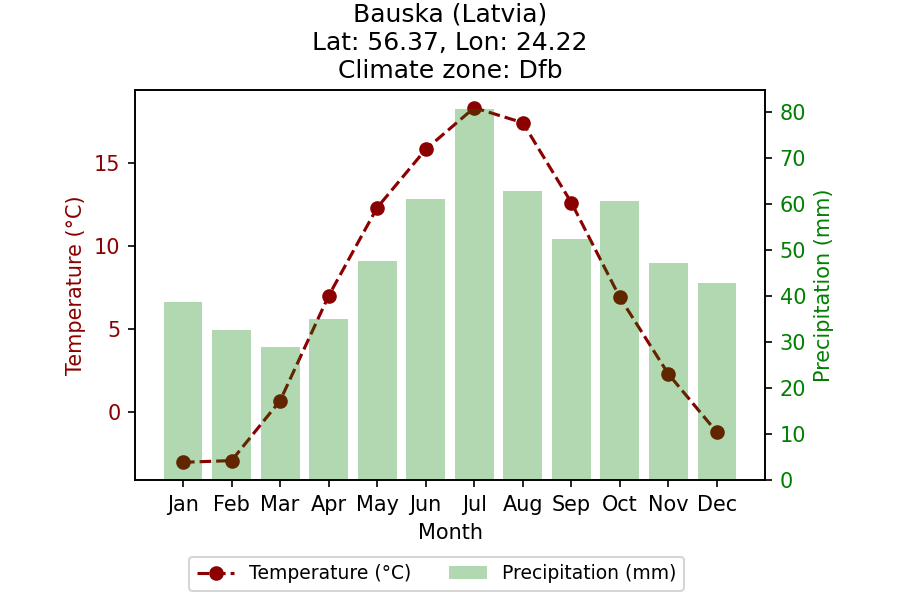 Bauska (Latvia)
Lat: 56.37, Lon: 24.22
Climate zone: Dfb
Temperature (°C)
15
10
5
0
80
70
60
50
40
30
20
10
0
Precipitation (mm)
Jan Feb Mar Apr May Jun Jul Aug Sep Oct Nov Dec
Month
Temperature (°C) Precipitation (mm)